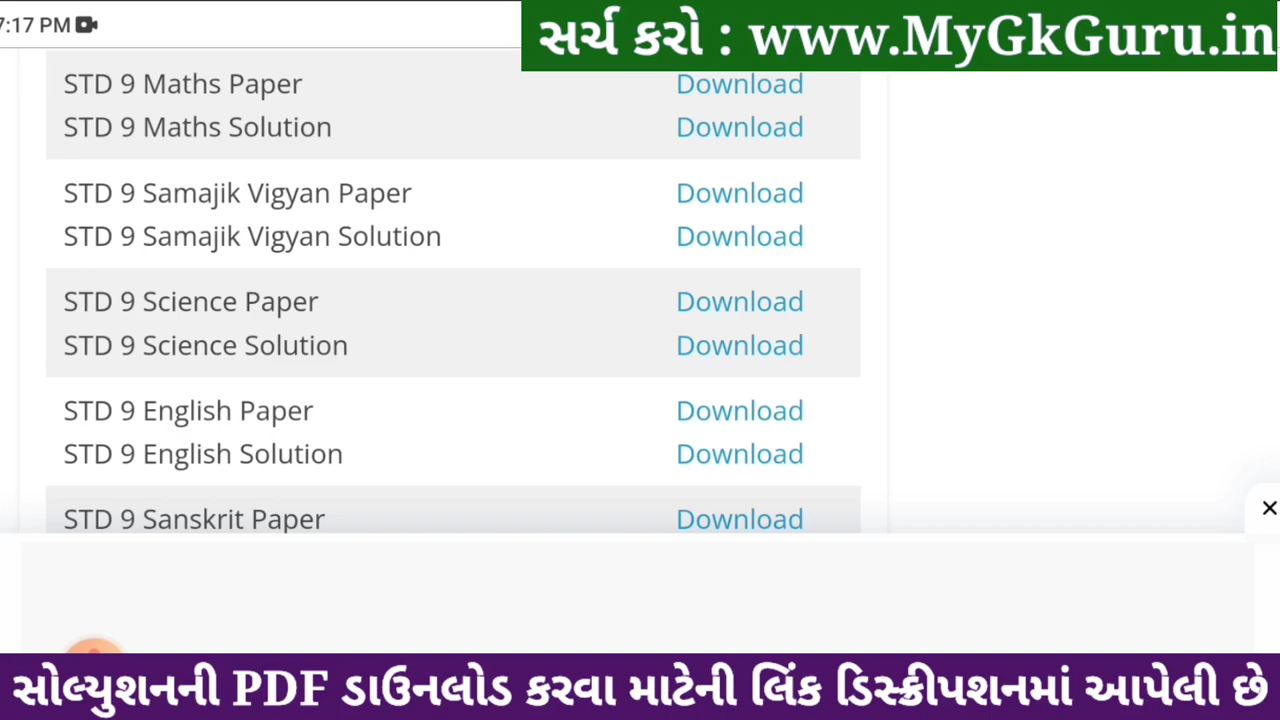 7:17 PM
સર્ચ કરો : www.MyGkGuru.in
STD 9 Maths Paper Download
STD 9 Maths Solution Download
STD 9 Samajik Vigyan Paper Download
STD 9 Samajik Vigyan Solution Download
STD 9 Science Paper Download
STD 9 Science Solution Download
STD 9 English Paper Download
STD 9 English Solution Download
STD 9 Sanskrit Paper Download
સોલ્યુશનની PDF ડાઉનલોડ કરવા માટેની લિંક ડિસ્ક્રીપશનમાં આપેલી છે